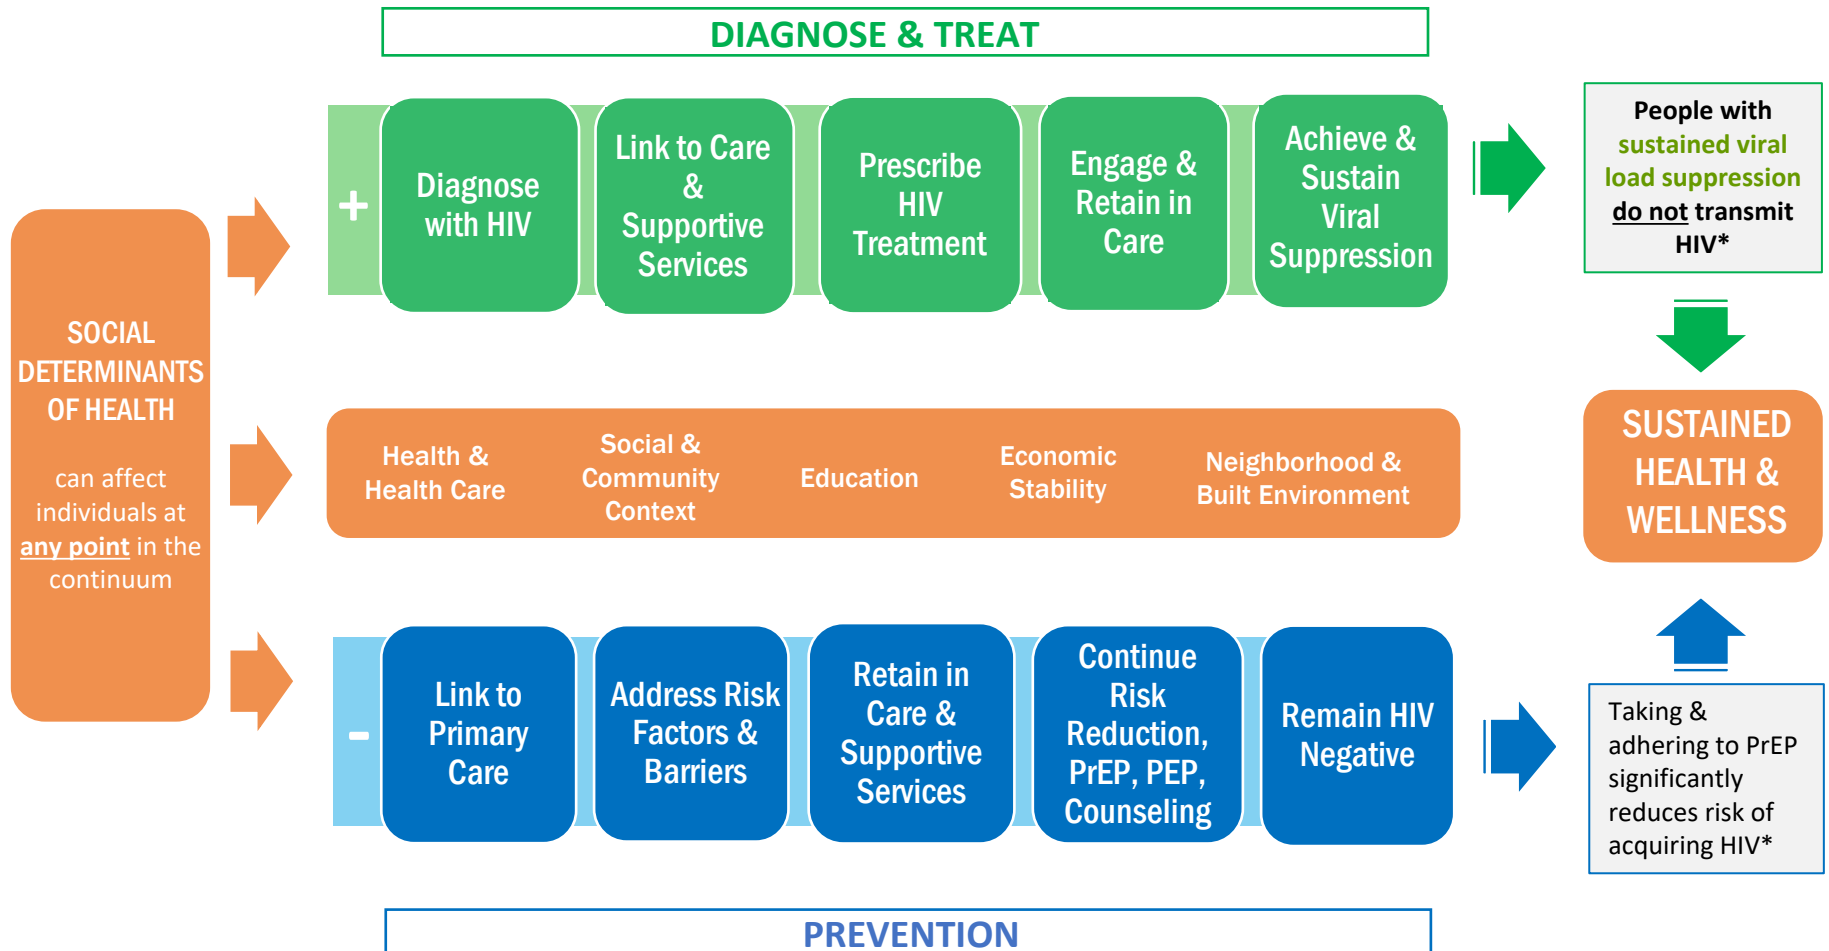 DIAGNOSE & TREAT
+
Diagnose
with HIV
Link to Care
&
Supportive
Services
Prescribe
HIV
Treatment
Engage &
Retain in
Care
Achieve &
Sustain
Viral
Suppression
People with
sustained viral
load suppression
do not transmit
HIV*
SOCIAL
DETERMINANTS
OF HEALTH
can affect
individuals at
any point in the
continuum
Health &
Health Care
Social &
Community
Context
Education
Economic
Stability
Neighborhood &
Built Environment
SUSTAINED
HEALTH &
WELLNESS
-
Link to
Primary
Care
Address Risk
Factors &
Barriers
Retain in
Care &
Supportive
Services
Continue
Risk
Reduction,
PrEP, PEP,
Counseling
Remain HIV
Negative
Taking &
adhering to PrEP
significantly
reduces risk of
acquiring HIV*
PREVENTION